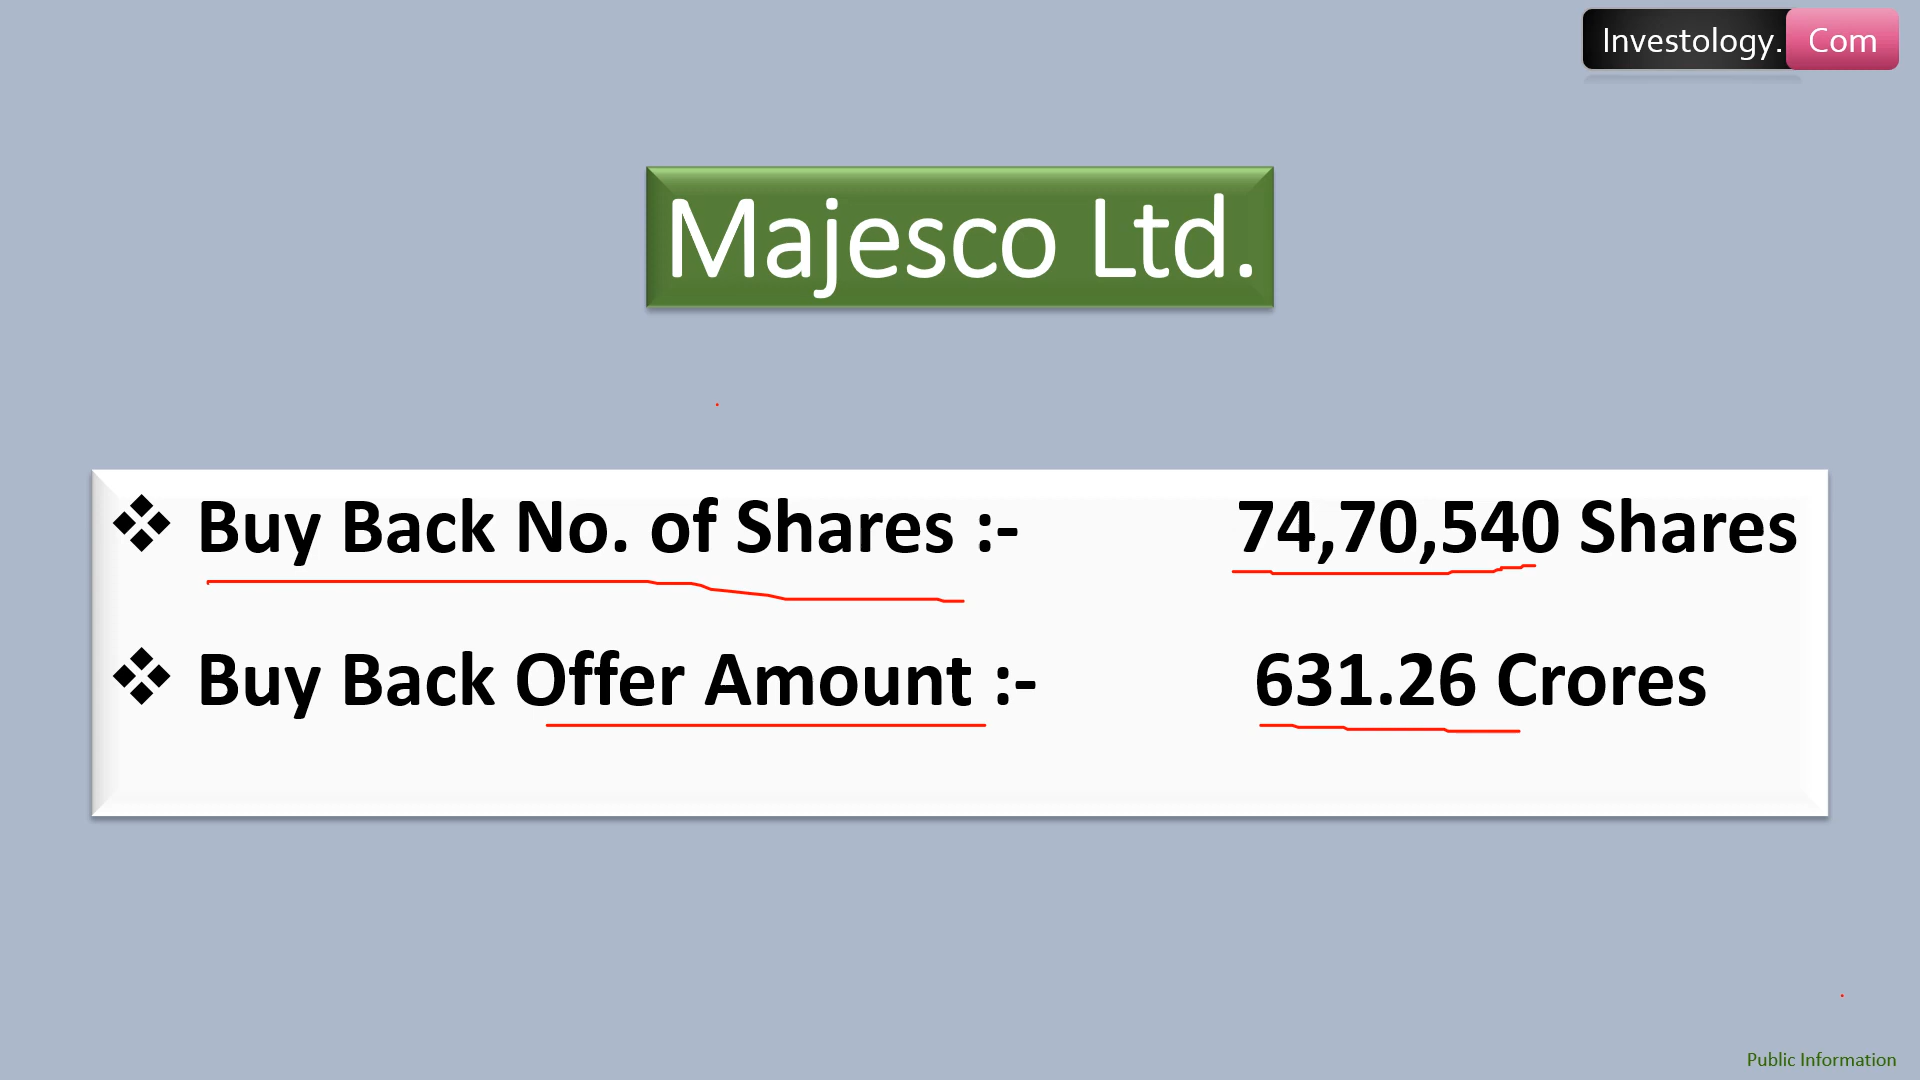 Investology. Com
Majesco Ltd.
❖ Buy Back No. of Shares :- 74,70,540 Shares
❖ Buy Back Offer Amount :- 631.26 Crores
Public Information